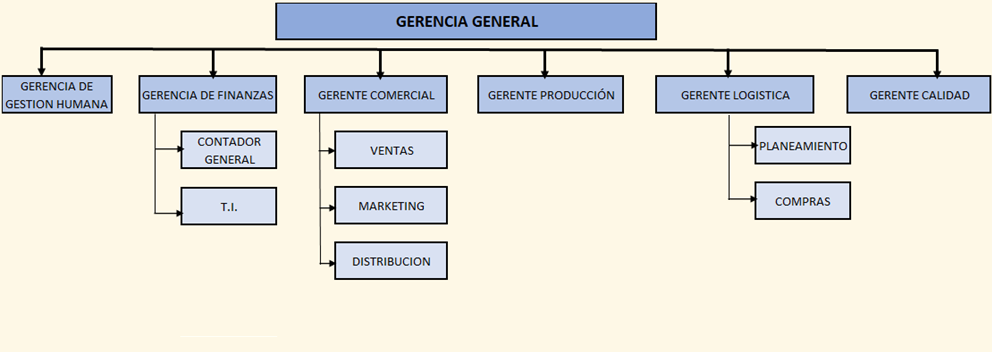 GERENCIA GENERAL
GERENCIA DE
GESTION HUMANA
GERENCIA DE FINANZAS
GERENTE COMERCIAL
GERENTE PRODUCCIÓN
GERENTE LOGISTICA
GERENTE CALIDAD
CONTADOR
GENERAL
T.I.
VENTAS
MARKETING
DISTRIBUCION
PLANEAMIENTO
COMPRAS